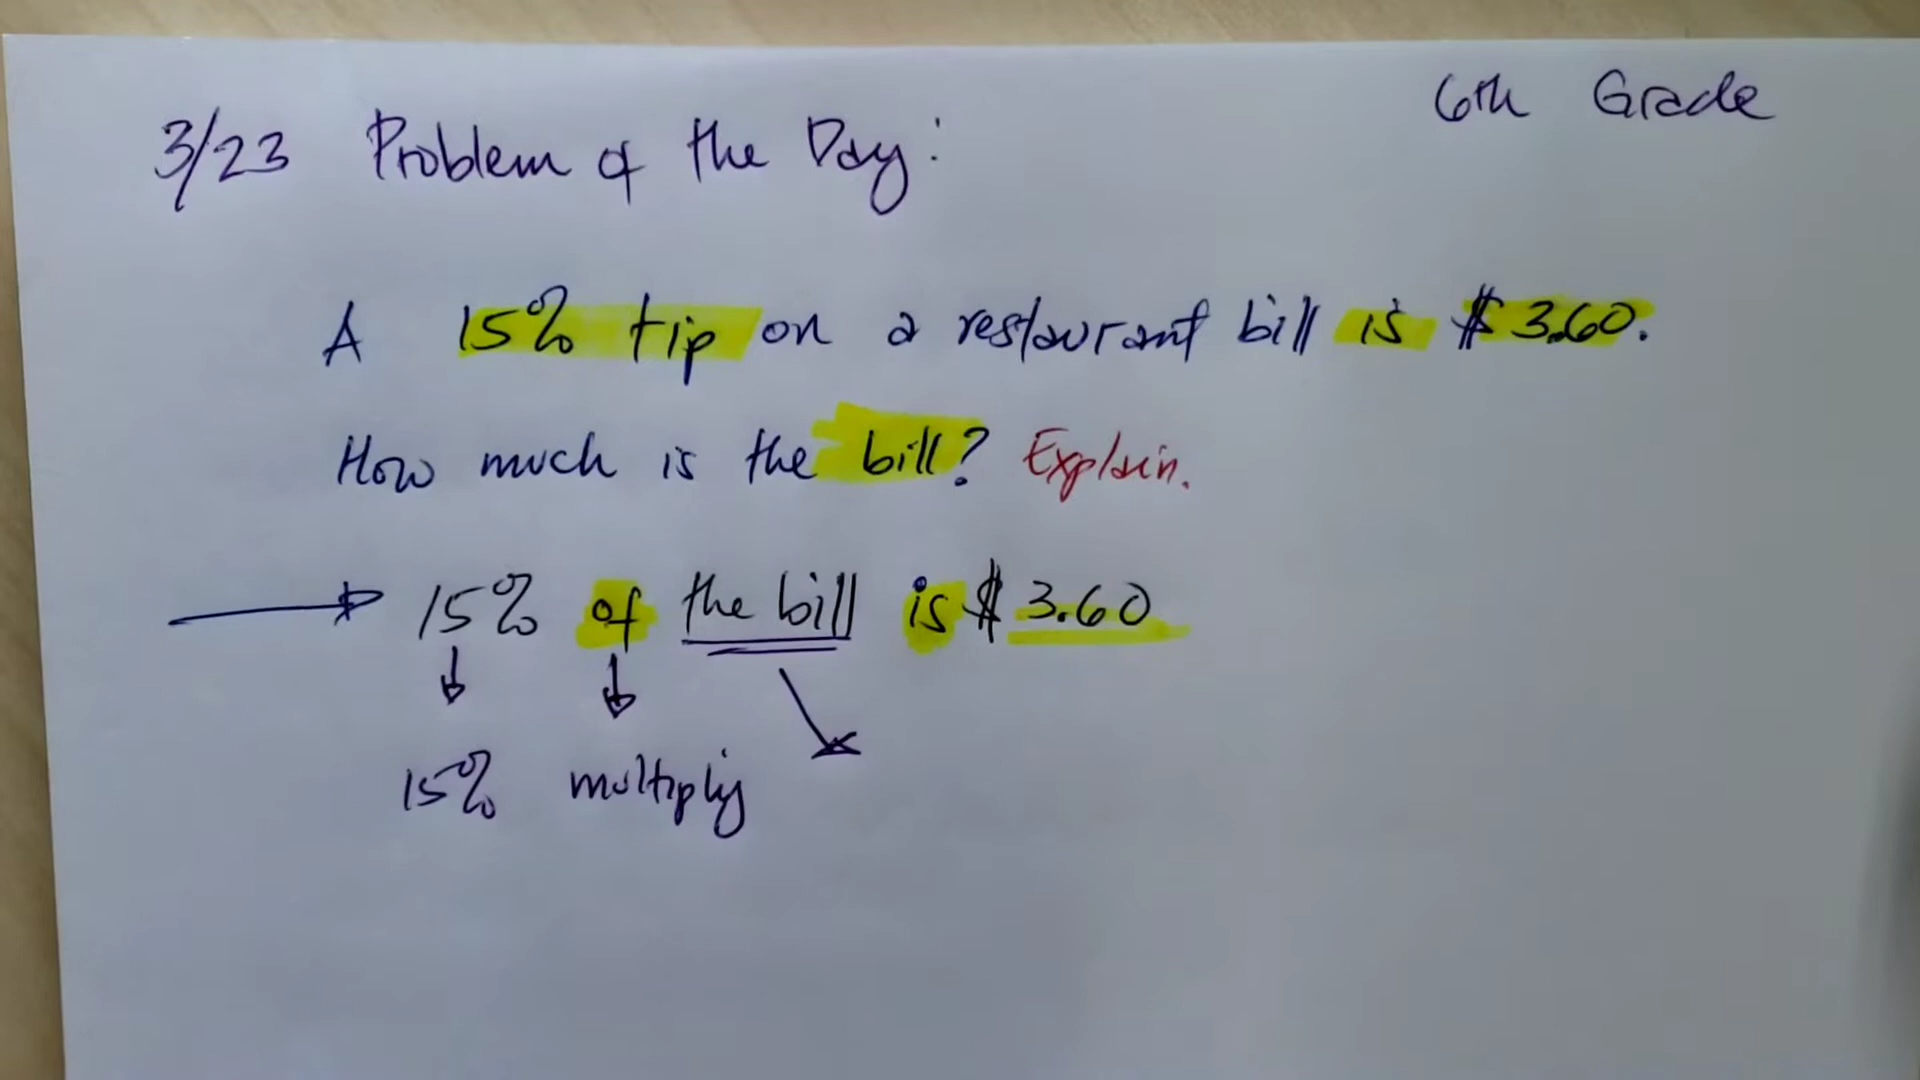 6th Grade
3/23 Problem of the Day:
A 15% tip on a restaurant bill is $3.60.
How much is the bill? Explain.
15% of the bill is $3.60
15% multiply